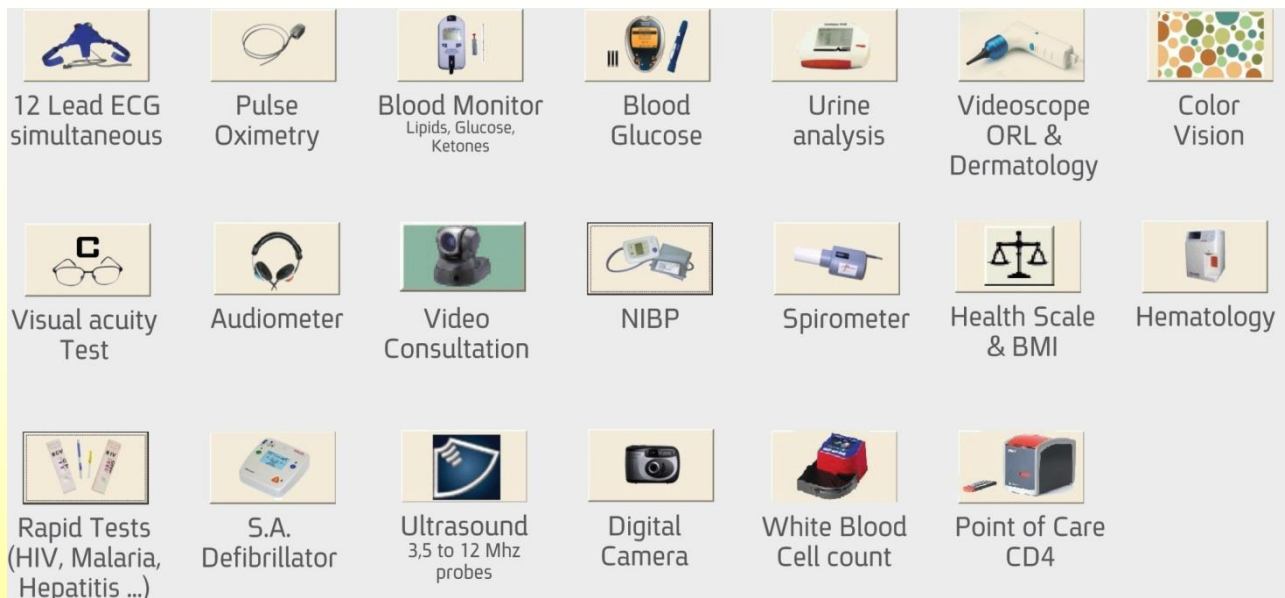 12 Lead ECG
simultaneous
Pulse
Oximetry
Blood Monitor
Lipids, Glucose,
Ketones
Blood
Glucose
Urine
analysis
Videoscope
ORL &
Dermatology
Color
Vision
C
Visual acuity
Test
Audiometer
Video
Consultation
NIBP
Spirometer
Health Scale
& BMI
Hematology
HIV
Rapid Tests
(HIV, Malaria,
Hepatitis ...)
S.A.
Defibrillator
Ultrasound
3,5 to 12 Mhz
probes
Digital
Camera
White Blood
Cell count
Point of Care
CD4